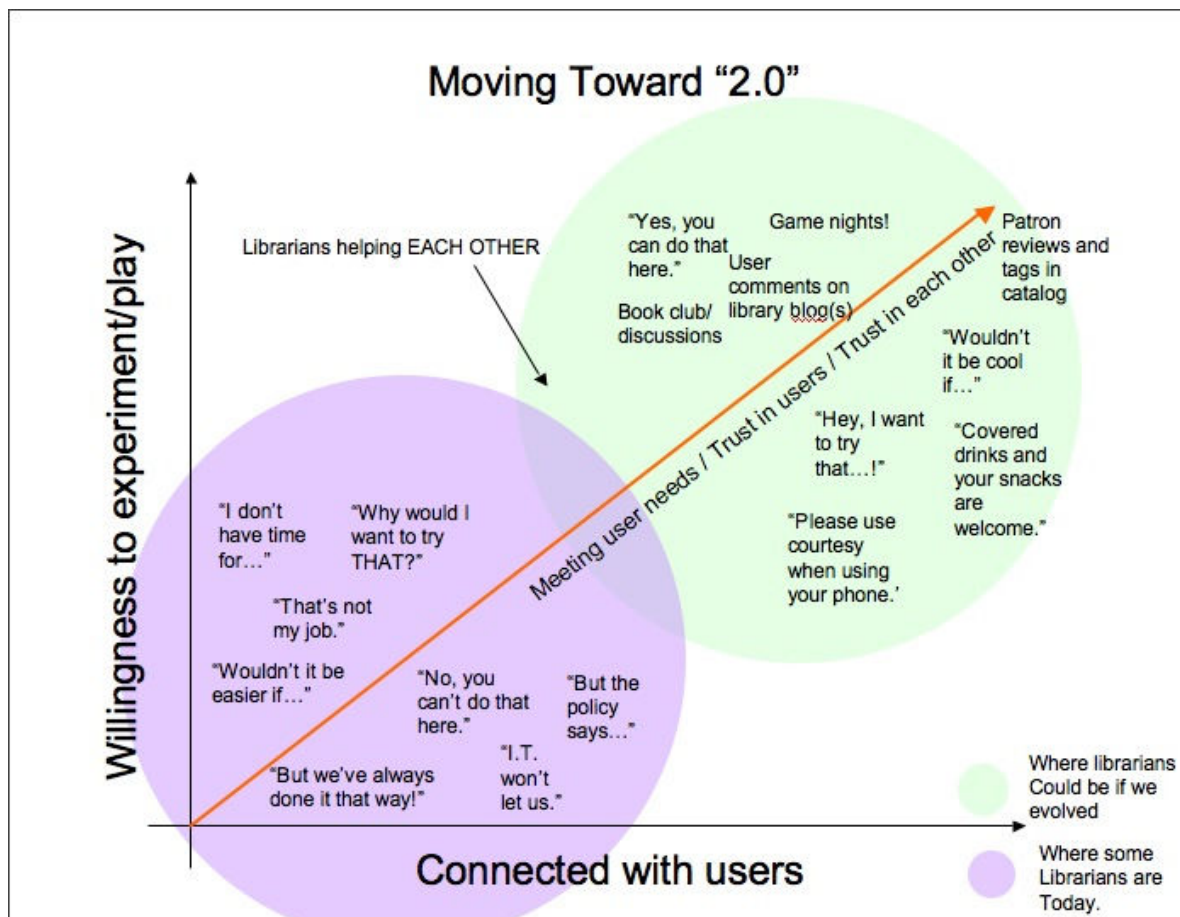 Moving Toward “2.0”
Willingness to experiment/play
Librarians helping EACH OTHER
“Yes, you
can do that
here.”
Game nights!
User
comments on
library blog(s)
Book club/
discussions
Patron
reviews and
tags in
catalog
“Wouldn’t
it be cool
if…”
“Hey, I want
to try
that…!”
“Covered
drinks and
your snacks
are
welcome.”
“Please use
courtesy
when using
your phone.’
Meeting user needs / Trust in users / Trust in each other
“I don’t
have time
for…”
“Why would I
want to try
THAT?”
“That’s not
my job.”
“Wouldn’t it be
easier if…”
“No, you
can’t do that
here.”
“But the
policy
says…”
“I.T.
won’t
let us.”
“But we’ve always
done it that way!”
Connected with users
Where librarians
Could be if we
evolved
Where some
Librarians are
Today.